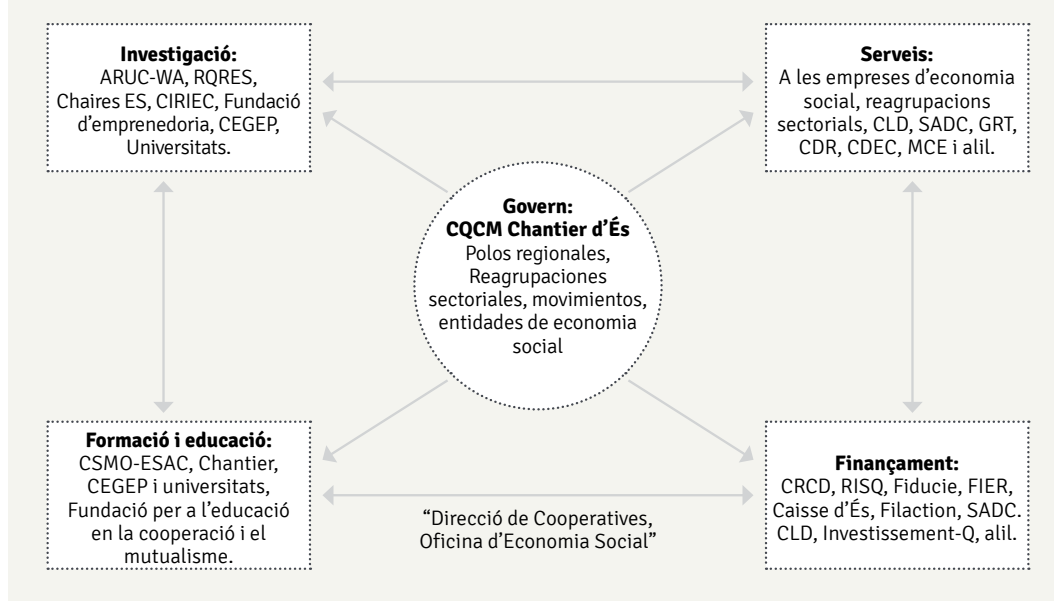 Investigació:
ARUC-WA, RQRES,
Chaires ES, CIRIEC, Fundació
d’emprenedoria, CEGEP,
Universitats.
Serveis:
A les empreses d’economia
social, reagrupacions
sectorials, CLD, SADC, GRT,
CDR, CDEC, MCE i alil.
Govern:
CQCM Chantier d’És
Polos regionales,
Reagrupaciones
sectoriales, movimientos,
entidades de economia
social
Formació i educació:
CSMO-ESAC, Chantier,
CEGEP i universitats,
Fundació per a l’educació
en la cooperació i el
mutualisme.
“Direcció de Cooperatives,
Oficina d’Economia Social”
Finançament:
CRCD, RISQ, Fiducie, FIER,
Caisse d’És, Filaction, SADC.
CLD, Investissement-Q, alil.